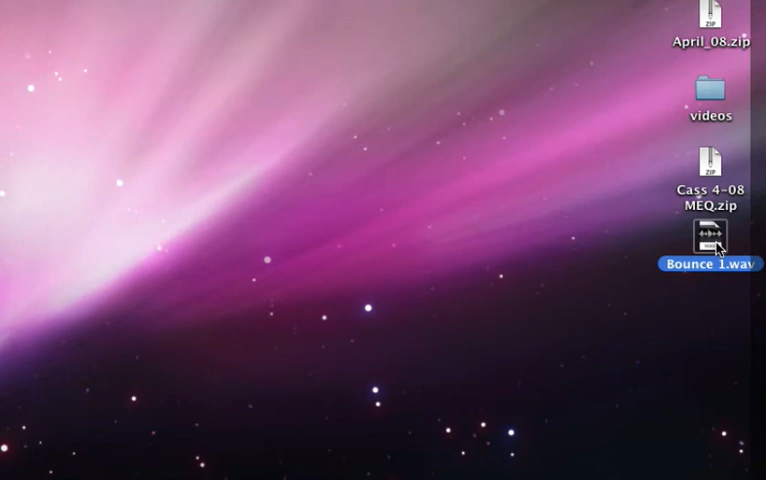 ZIP
April_08.zip
videos
ZIP
Cass 4-08
MEQ.zip
Bounce 1.wav